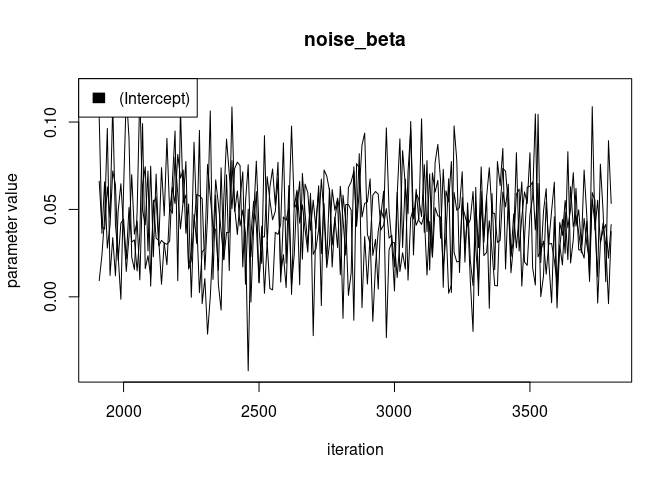 noise_beta
(Intercept)
0.10
0.05
0.00
parameter value
2000 2500 3000 3500
iteration